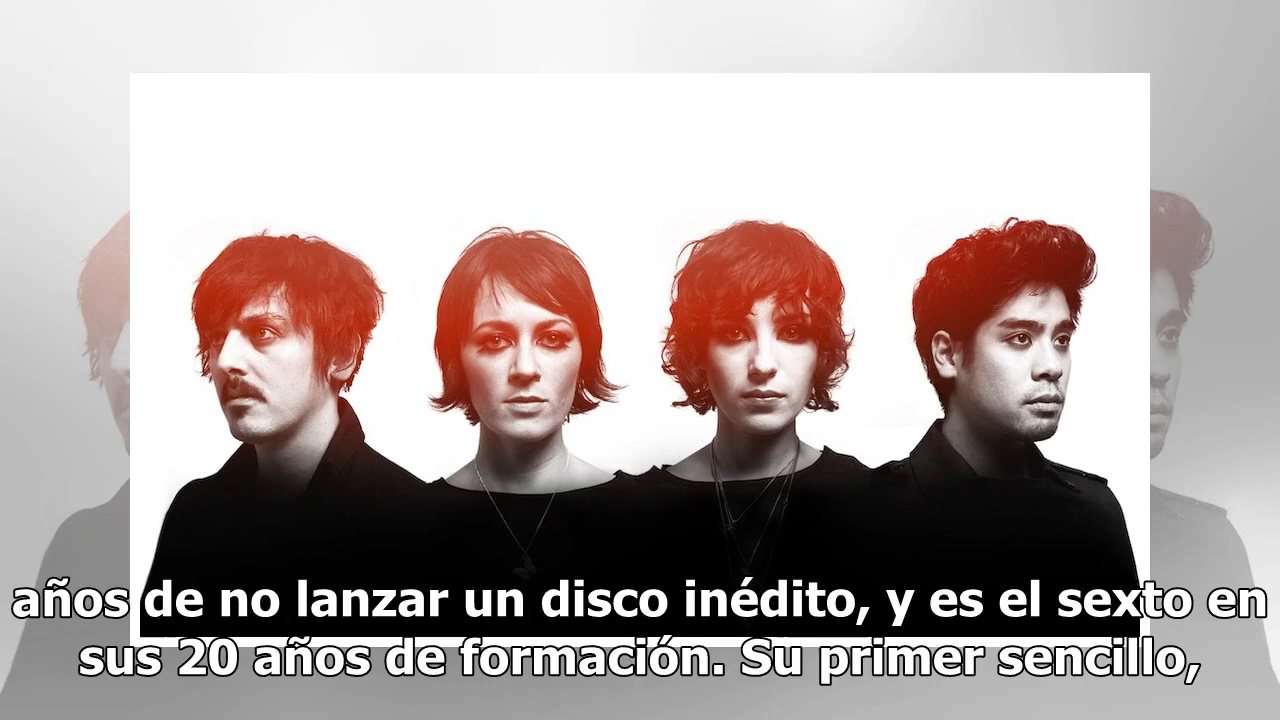 años de no lanzar un disco inédito, y es el sexto en
sus 20 años de formación. Su primer sencillo,